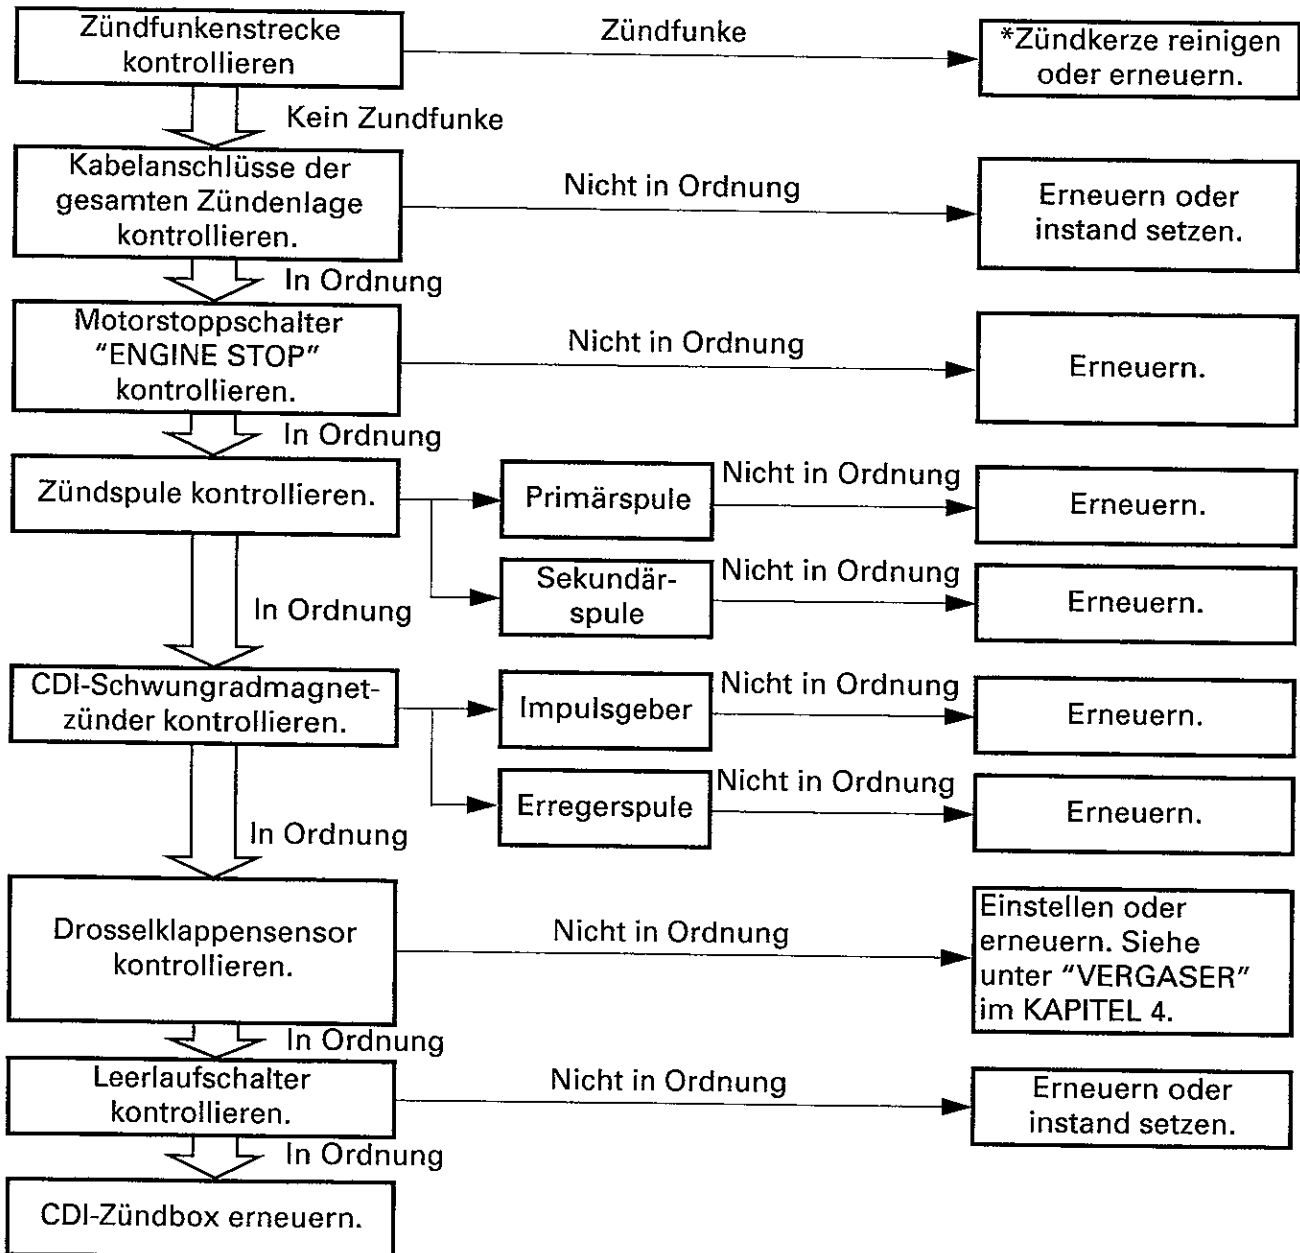 Zündfunkenstrecke
kontrollieren
Zündfunke
*Zündkerze reinigen
oder erneuern.
Kein Zundfunke
Kabelanschlüsse der
gesamten Zündenlage
kontrollieren.
Nicht in Ordnung
Erneuern oder
instand setzen.
In Ordnung
Motorstoppschalter
“ENGINE STOP”
kontrollieren.
Nicht in Ordnung
Erneuern.
In Ordnung
Zündspule kontrollieren.
Primärspule
Nicht in Ordnung
Erneuern.
Sekundär-
spule
Nicht in Ordnung
Erneuern.
In Ordnung
CDI-Schwungradmagnet-
zünder kontrollieren.
Impulsgeber
Nicht in Ordnung
Erneuern.
Erregerspule
Nicht in Ordnung
Erneuern.
In Ordnung
Drosselklappensensor
kontrollieren.
Nicht in Ordnung
Einstellen oder
erneuern. Siehe
unter “VERGASER”
im KAPITEL 4.
In Ordnung
Leerlaufschalter
kontrollieren.
Nicht in Ordnung
Erneuern oder
instand setzen.
In Ordnung
CDI-Zündbox erneuern.